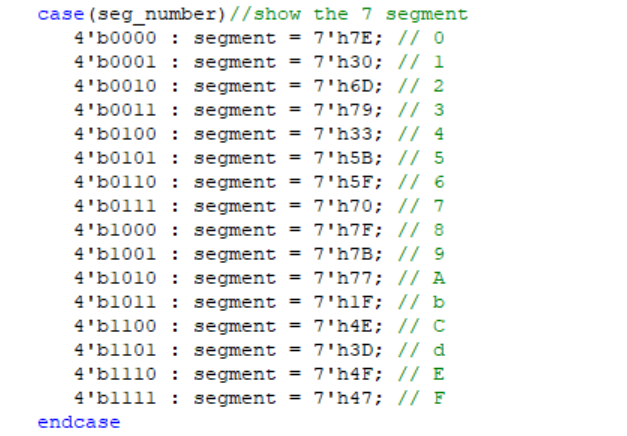 case(seg_number)//show the 7 segment
4'b0000 : segment = 7'h7E; // 0
4'b0001 : segment = 7'h30; // 1
4'b0010 : segment = 7'h6D; // 2
4'b0011 : segment = 7'h79; // 3
4'b0100 : segment = 7'h33; // 4
4'b0101 : segment = 7'h5B; // 5
4'b0110 : segment = 7'h5F; // 6
4'b0111 : segment = 7'h70; // 7
4'b1000 : segment = 7'h7F; // 8
4'b1001 : segment = 7'h7B; // 9
4'b1010 : segment = 7'h77; // A
4'b1011 : segment = 7'h1F; // b
4'b1100 : segment = 7'h4E; // C
4'b1101 : segment = 7'h3D; // d
4'b1110 : segment = 7'h4F; // E
4'b1111 : segment = 7'h47; // F
endcase